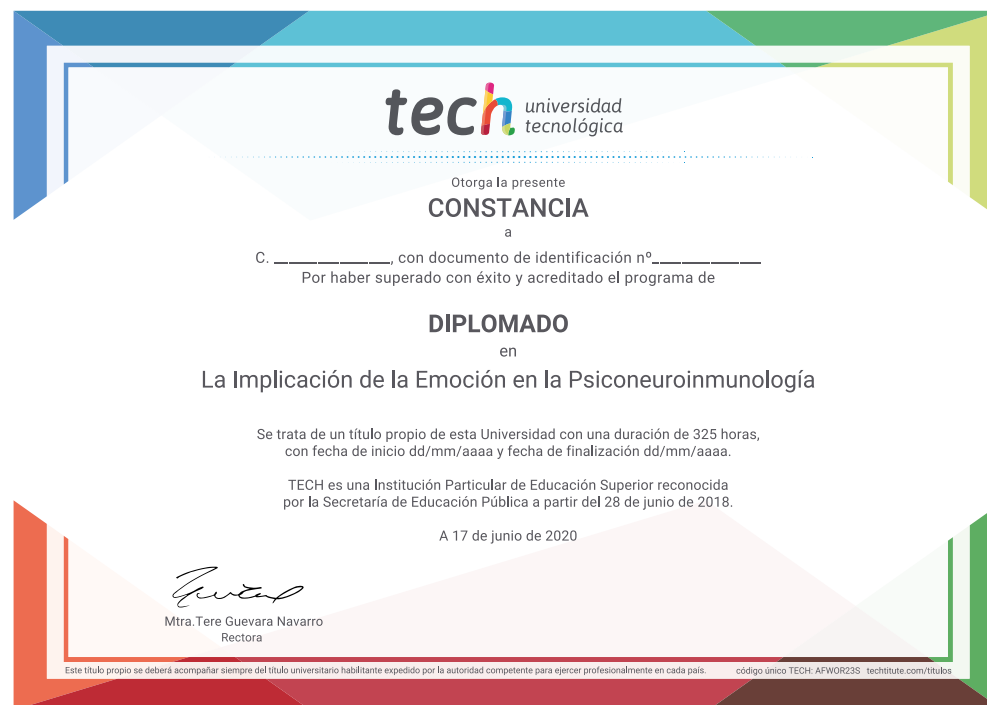 tech universidad
tecnológica
Otorga la presente
CONSTANCIA
a
C. ______________, con documento de identificación nº_____________
Por haber superado con éxito y acreditado el programa de
DIPLOMADO
en
La Implicación de la Emoción en la Psiconeuroinmunología
Se trata de un título propio de esta Universidad con una duración de 325 horas,
con fecha de inicio dd/mm/aaaa y fecha de finalización dd/mm/aaaa.
TECH es una Institución Particular de Educación Superior reconocida
por la Secretaría de Educación Pública a partir del 28 de junio de 2018.
A 17 de junio de 2020
Mtra.Tere Guevara Navarro
Rectora
Este título propio se deberá acompañar siempre del título universitario habilitante expedido por la autoridad competente para ejercer profesionalmente en cada país. código único TECH: AFWOR23S techtitute.com/titulos